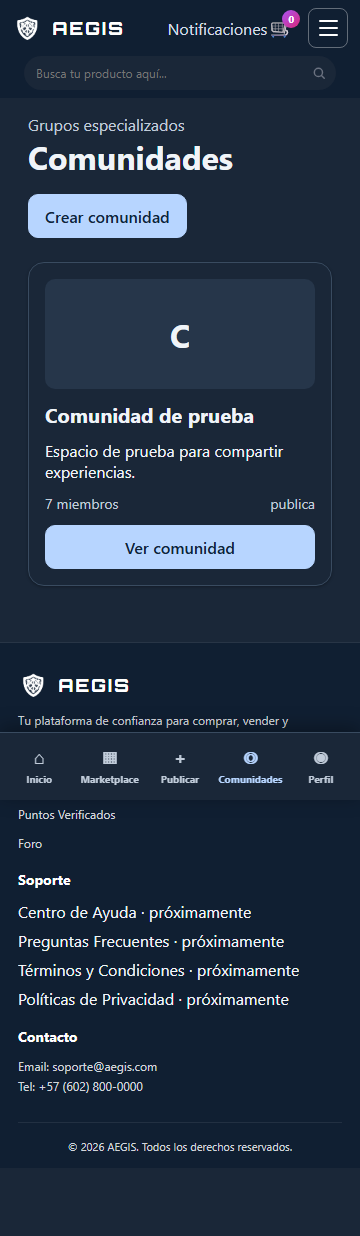 AEGIS
Notificaciones
0
Busca tu producto aquí...
Grupos especializados
Comunidades
Crear comunidad
C
Comunidad de prueba
Espacio de prueba para compartir
experiencias.
7 miembros publica
Ver comunidad
AEGIS
Tu plataforma de confianza para comprar, vender y
Inicio Marketplace Publicar Comunidades Perfil
Puntos Verificados
Foro
Soporte
Centro de Ayuda · próximamente
Preguntas Frecuentes · próximamente
Términos y Condiciones · próximamente
Políticas de Privacidad · próximamente
Contacto
Email: soporte@aegis.com
Tel: +57 (602) 800-0000
© 2026 AEGIS. Todos los derechos reservados.